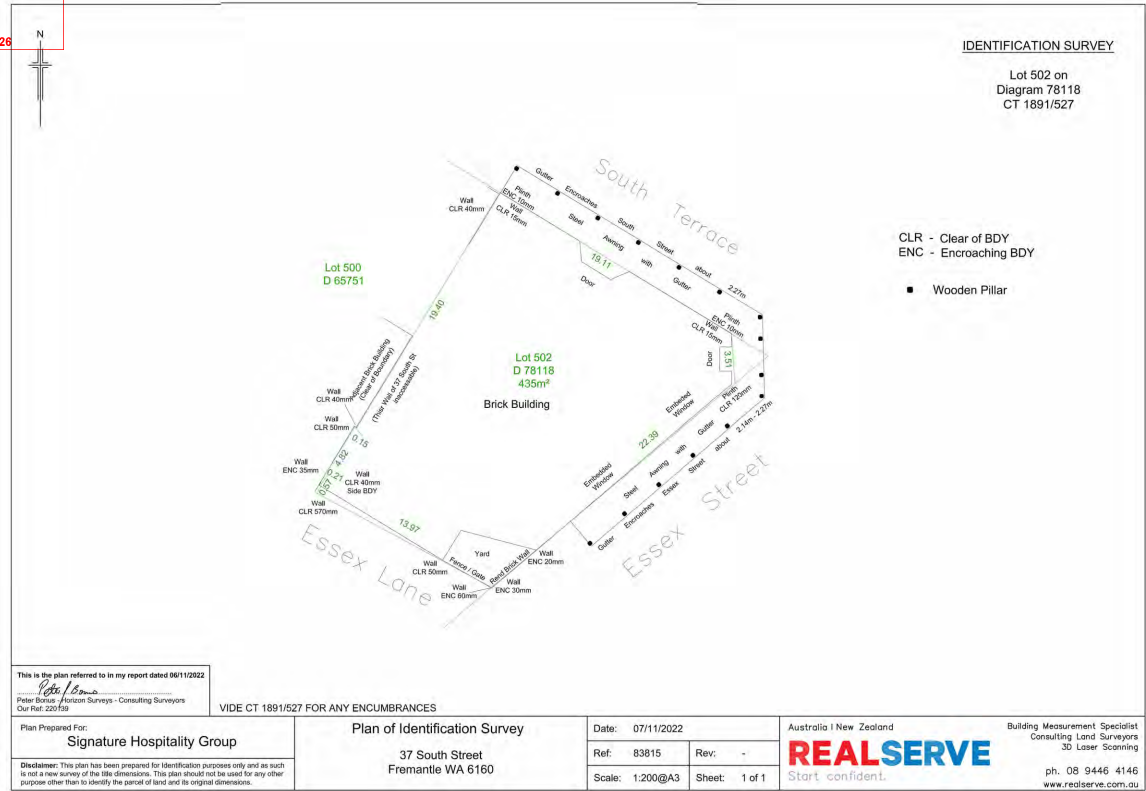 26
N
IDENTIFICATION SURVEY
Lot 502 on
Diagram 78118
CT 1891/527
South Terrace
Gutter Encroaches South Street about 2.27m
Plinth
ENC 10mm
Wall
CLR 15mm
Wall
CLR 40mm
Steel Awning with Gutter
19.11
Door
CLR - Clear of BDY
ENC - Encroaching BDY
Wooden Pillar
Lot 500
D 65751
19.40
Plinth
ENC 10mm
Wall
CLR 15mm
Door
3.51
Lot 502
D 78118
435m²
Brick Building
Adjacent Brick Building
(Clear of Boundary)
(Thsir Wall of 37 South St
inaccessable)
Wall
CLR 40mm
Wall
CLR 50mm
0.15
4.82
Wall
ENC 35mm
0.21
0.57
Wall
CLR 40mm
Side BDY
Wall
CLR 570mm
Plinth
CLR 120mm
Embeded
Window
22.39
Embedded
Window
Steel Awning with Gutter
Gutter Encroaches Essex Street about 2.14m - 2.27m
Essex Street
13.97
Essex Lane
Yard
Fence / Gate
Rend Brick Wall
Wall
CLR 50mm
Wall
ENC 60mm
Wall
ENC 30mm
Wall
ENC 20mm
This is the plan referred to in my report dated 06/11/2022
Peter Bonus - Horizon Surveys - Consulting Surveyors
Our Ref: 220139
VIDE CT 1891/527 FOR ANY ENCUMBRANCES
Plan Prepared For:
Signature Hospitality Group
Disclaimer: This plan has been prepared for Identification purposes only and as such
is not a new survey of the title dimensions. This plan should not be used for any other
purpose other than to identify the parcel of land and its original dimensions.
Plan of Identification Survey
37 South Street
Fremantle WA 6160
Date: 07/11/2022
Ref: 83815 Rev: -
Scale: 1:200@A3 Sheet: 1 of 1
Australia I New Zealand
REALSERVE
Start confident.
Building Measurement Specialist
Consulting Land Surveyors
3D Laser Scanning
ph. 08 9446 4146
www.realserve.com.au